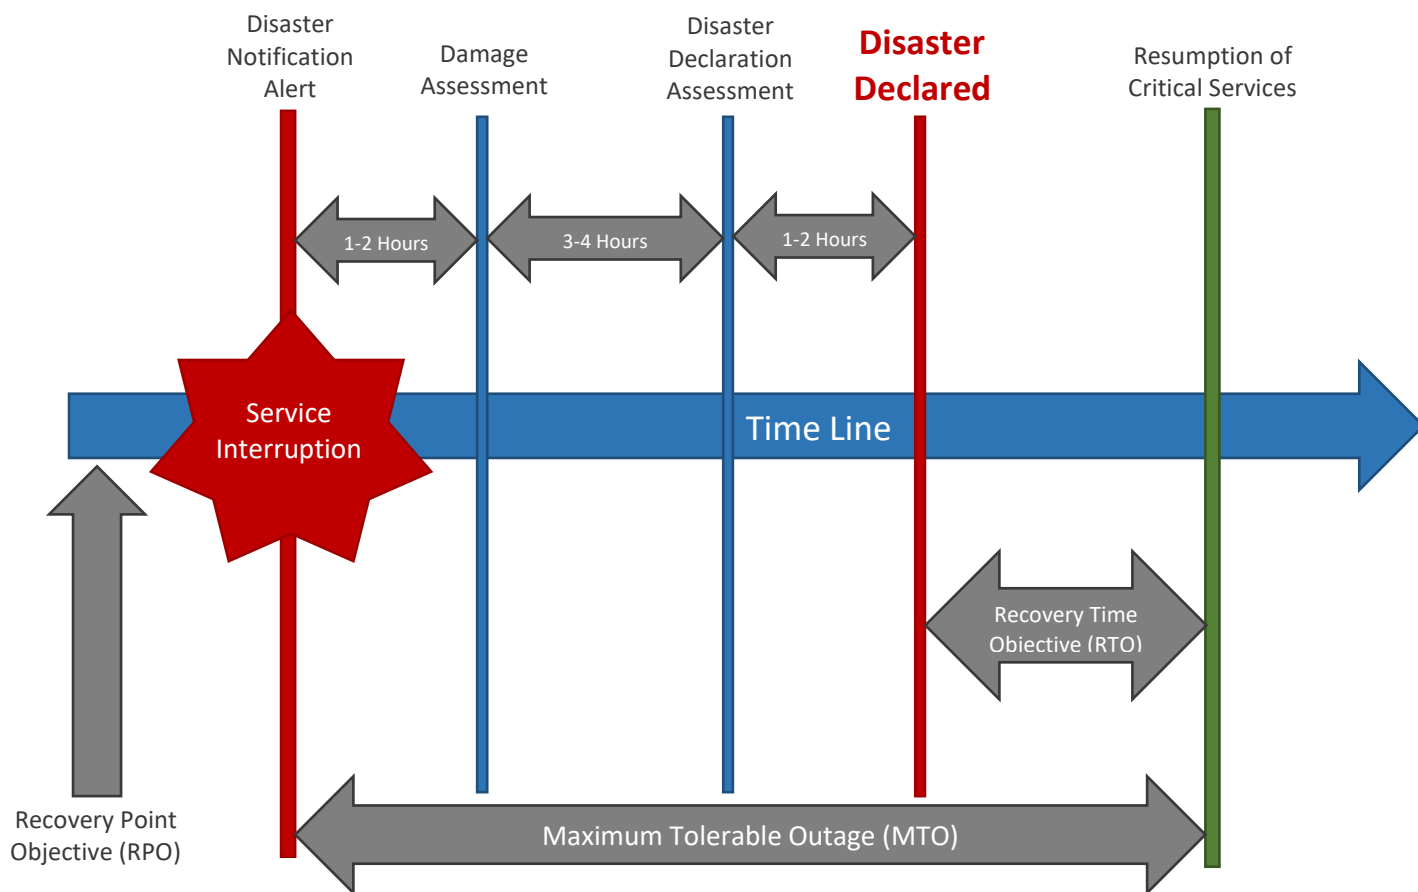 Disaster
Notification
Alert
Damage
Assessment
Disaster
Declaration
Assessment
Disaster
Declared
Resumption of
Critical Services
1-2 Hours
3-4 Hours
1-2 Hours
Service
Interruption
Time Line
Recovery Time
Objective (RTO)
Recovery Point
Objective (RPO)
Maximum Tolerable Outage (MTO)